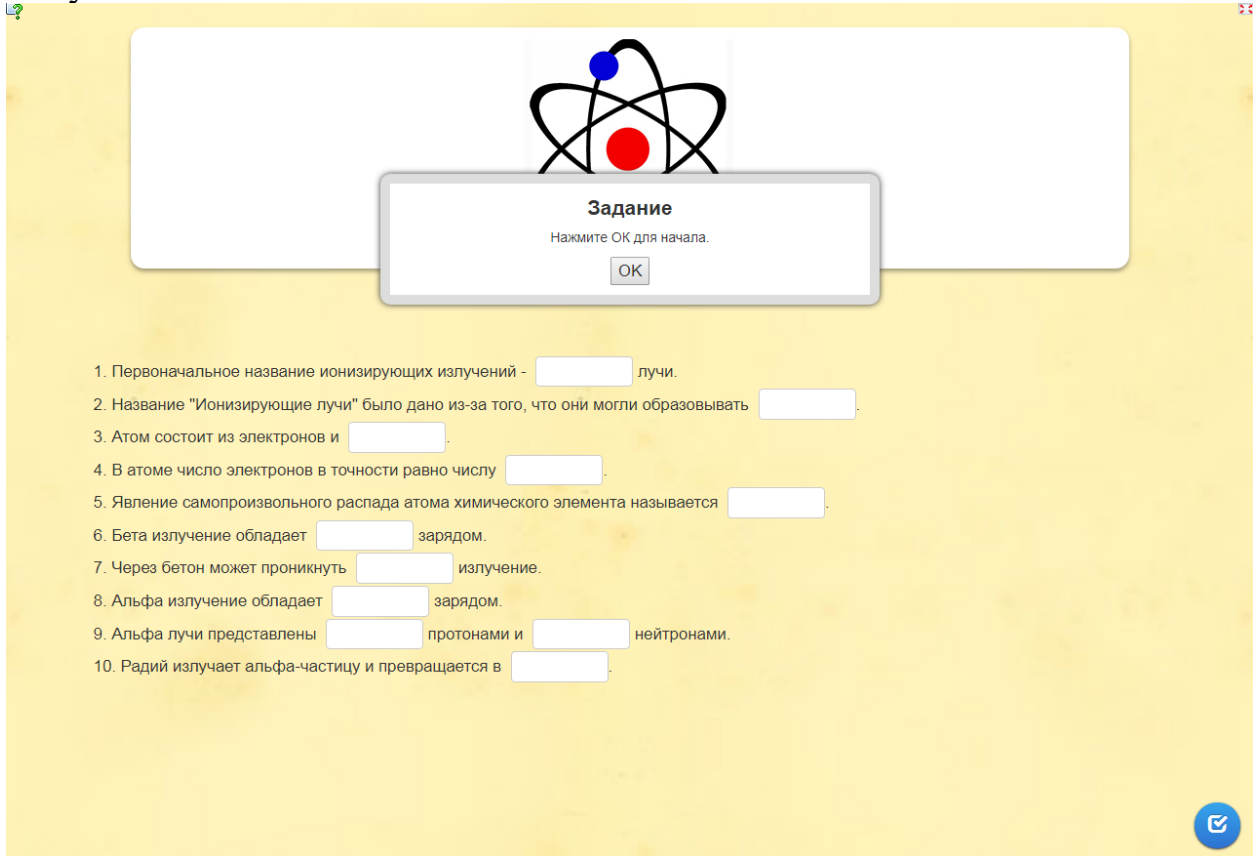 Задание
Нажмите ОК для начала.
OK
1. Первоначальное название ионизирующих излучений - лучи.
2. Название "Ионизирующие лучи" было дано из-за того, что они могли образовывать .
3. Атом состоит из электронов и .
4. В атоме число электронов в точности равно числу .
5. Явление самопроизвольного распада атома химического элемента называется .
6. Бета излучение обладает зарядом.
7. Через бетон может проникнуть излучение.
8. Альфа излучение обладает зарядом.
9. Альфа лучи представлены протонами и нейтронами.
10. Радий излучает альфа-частицу и превращается в .